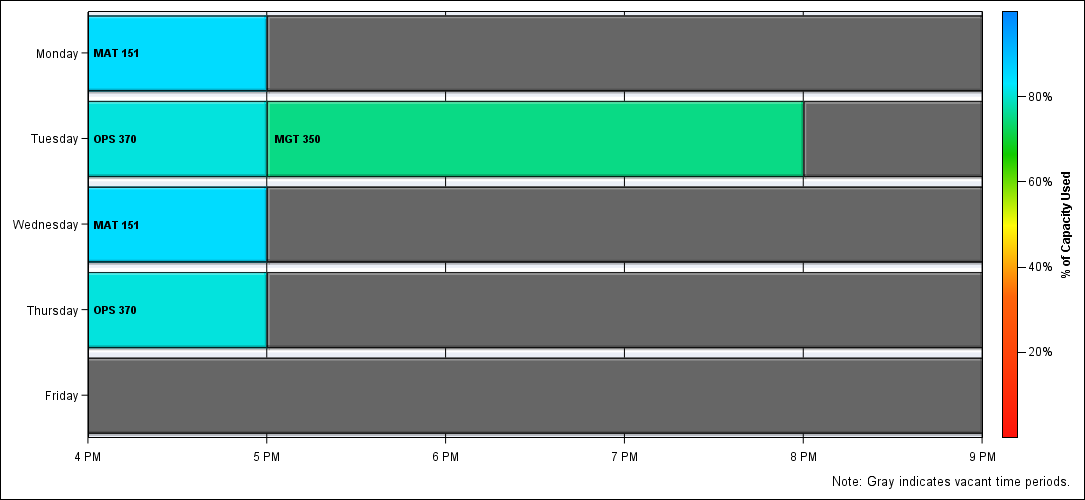 Monday
MAT 151
Tuesday
OPS 370
MGT 350
Wednesday
MAT 151
Thursday
OPS 370
Friday
4 PM
5 PM
6 PM
7 PM
8 PM
9 PM
80%
60%
40%
20%
% of Capacity Used
Note: Gray indicates vacant time periods.